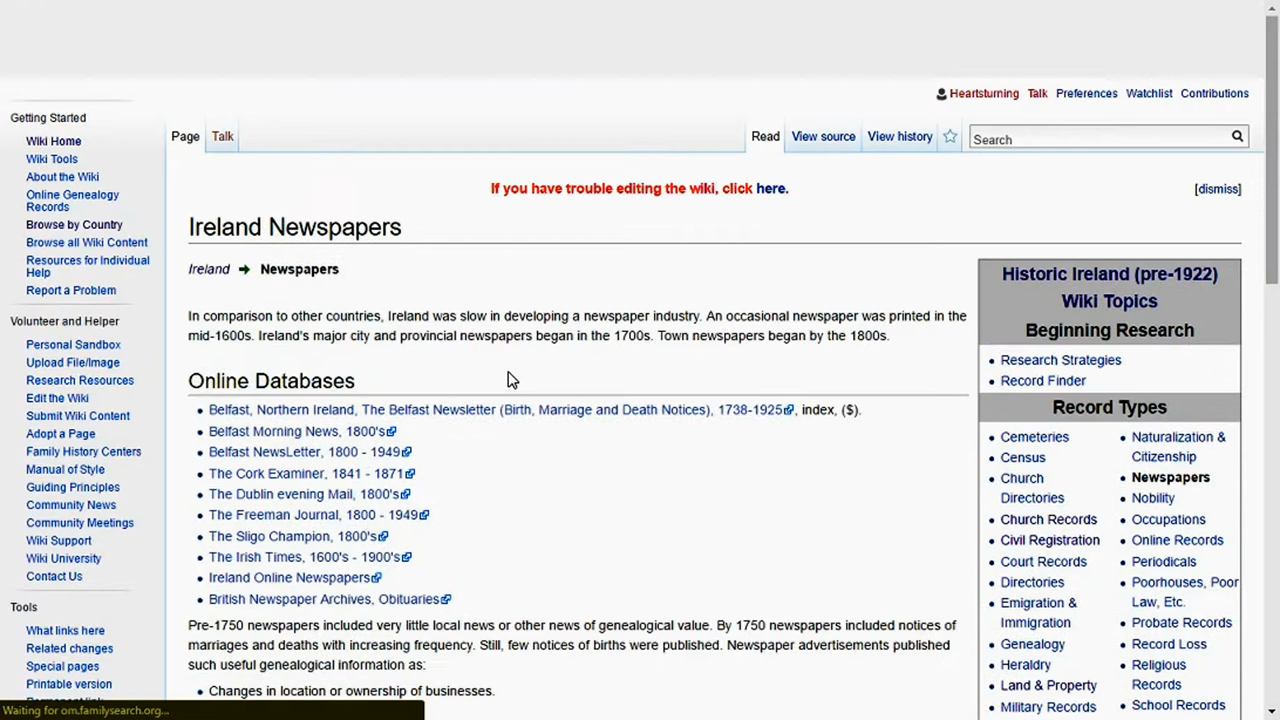 Heartsturning Talk Preferences Watchlist Contributions
Page Talk Read View source View history Search
Getting Started
Wiki Home
Wiki Tools
About the Wiki
Online Genealogy
Records
Browse by Country
Browse all Wiki Content
Resources for Individual
Help
Report a Problem
Volunteer and Helper
Personal Sandbox
Upload File/Image
Research Resources
Edit the Wiki
Submit Wiki Content
Adopt a Page
Family History Centers
Manual of Style
Guiding Principles
Community News
Community Meetings
Wiki Support
Wiki University
Contact Us
Tools
What links here
Related changes
Special pages
Printable version
If you have trouble editing the wiki, click here. [dismiss]
Ireland Newspapers
Ireland Newspapers
In comparison to other countries, Ireland was slow in developing a newspaper industry. An occasional newspaper was printed in the
mid-1600s. Ireland's major city and provincial newspapers began in the 1700s. Town newspapers began by the 1800s.
Online Databases
• Belfast, Northern Ireland, The Belfast Newsletter (Birth, Marriage and Death Notices), 1738-1925, index, ($).
• Belfast Morning News, 1800's
• Belfast NewsLetter, 1800 - 1949
• The Cork Examiner, 1841 - 1871
• The Dublin evening Mail, 1800's
• The Freeman Journal, 1800 - 1949
• The Sligo Champion, 1800's
• The Irish Times, 1600's - 1900's
• Ireland Online Newspapers
• British Newspaper Archives, Obituaries
Pre-1750 newspapers included very little local news or other news of genealogical value. By 1750 newspapers included notices of
marriages and deaths with increasing frequency. Still, few notices of births were published. Newspaper advertisements published
such useful genealogical information as:
• Changes in location or ownership of businesses.
Historic Ireland (pre-1922)
Wiki Topics
Beginning Research
• Research Strategies
• Record Finder
Record Types
• Cemeteries
• Census
• Church
Directories
• Church Records
• Civil Registration
• Court Records
• Directories
• Emigration &
Immigration
• Genealogy
• Heraldry
• Land & Property
• Military Records
• Naturalization &
Citizenship
• Newspapers
• Nobility
• Occupations
• Online Records
• Periodicals
• Poorhouses, Poor
Law, Etc.
• Probate Records
• Record Loss
• Religious
Records
• School Records
Waiting for om.familysearch.org...